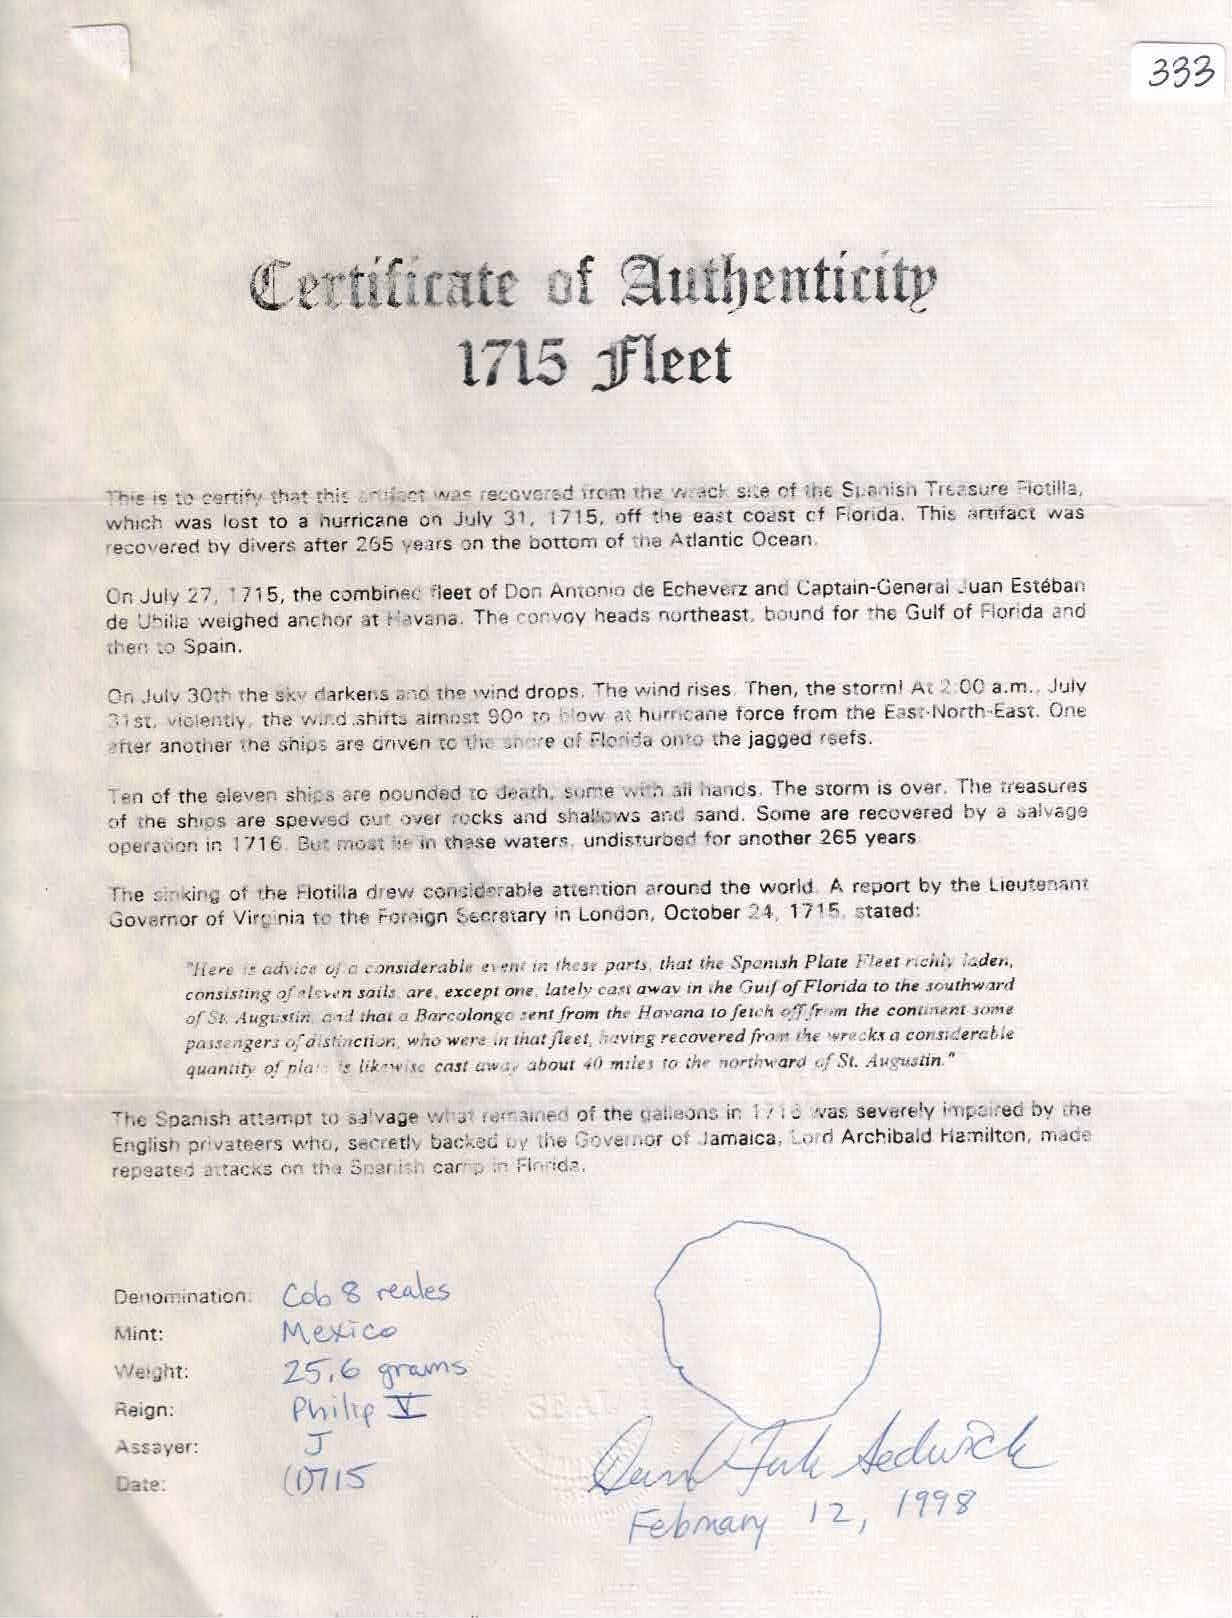 333
Certificate of Authenticity
1715 Fleet
This is to certify that this artifact was recovered from the wreck site of the Spanish Treasure Flotilla,
which was lost to a hurricane on July 31, 1715, off the east coast of Florida. This artifact was
recovered by divers after 265 years on the bottom of the Atlantic Ocean.
On July 27, 1715, the combined fleet of Don Antonio de Echeverz and Captain-General Juan Estéban
de Ubilla weighed anchor at Havana. The convoy heads northeast, bound for the Gulf of Florida and
then to Spain.
On July 30th the sky darkens and the wind drops. The wind rises. Then, the storm! At 2:00 a.m., July
31st, violently, the wind shifts almost 90º to blow at hurricane force from the East-North-East. One
after another the ships are driven to the shore of Florida onto the jagged reefs.
Ten of the eleven ships are pounded to death, some with all hands. The storm is over. The treasures
of the ships are spewed out over rocks and shallows and sand. Some are recovered by a salvage
operation in 1716. But most lie in these waters, undisturbed for another 265 years.
The sinking of the Flotilla drew considerable attention around the world. A report by the Lieutenant
Governor of Virginia to the Foreign Secretary in London, October 24, 1715, stated:
"Here is advice of a considerable event in these parts, that the Spanish Plate Fleet richly laden,
consisting of eleven sails, are, except one, lately cast away in the Gulf of Florida to the southward
of St. Augustin, and that a Barcolongo sent from the Havana to fetch off from the continent some
passengers of distinction, who were in that fleet, having recovered from the wrecks a considerable
quantity of plate is likewise cast away about 40 miles to the northward of St. Augustin."
The Spanish attempt to salvage what remained of the galleons in 1716 was severely impaired by the
English privateers who, secretly backed by the Governor of Jamaica, Lord Archibald Hamilton, made
repeated attacks on the Spanish camp in Florida.
Denomination: Cob 8 reales
Mint: Mexico
Weight: 25.6 grams
Reign: Philip V
Assayer: J
Date: (1)715
Sedwick
February 12, 1998